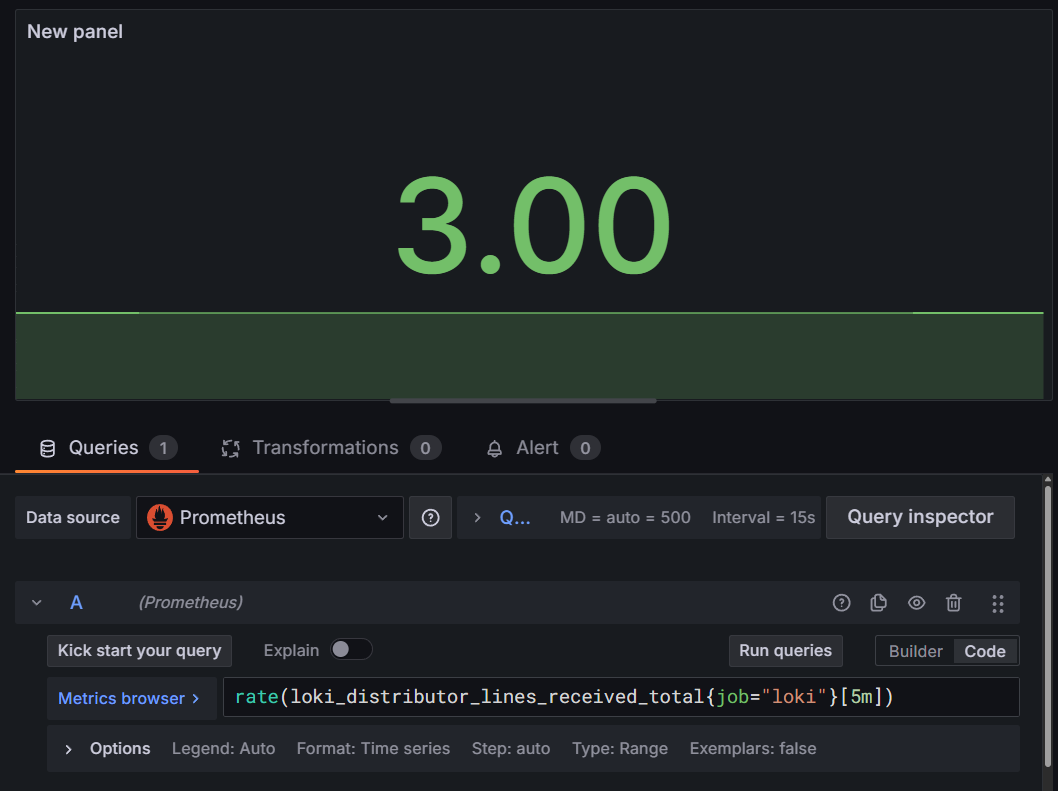 New panel
3.00
Queries 1 Transformations 0 Alert 0
Data source Prometheus Q... MD = auto = 500 Interval = 15s Query inspector
A (Prometheus)
Kick start your query Explain Run queries Builder Code
Metrics browser > rate(loki_distributor_lines_received_total{job="loki"}[5m])
> Options Legend: Auto Format: Time series Step: auto Type: Range Exemplars: false